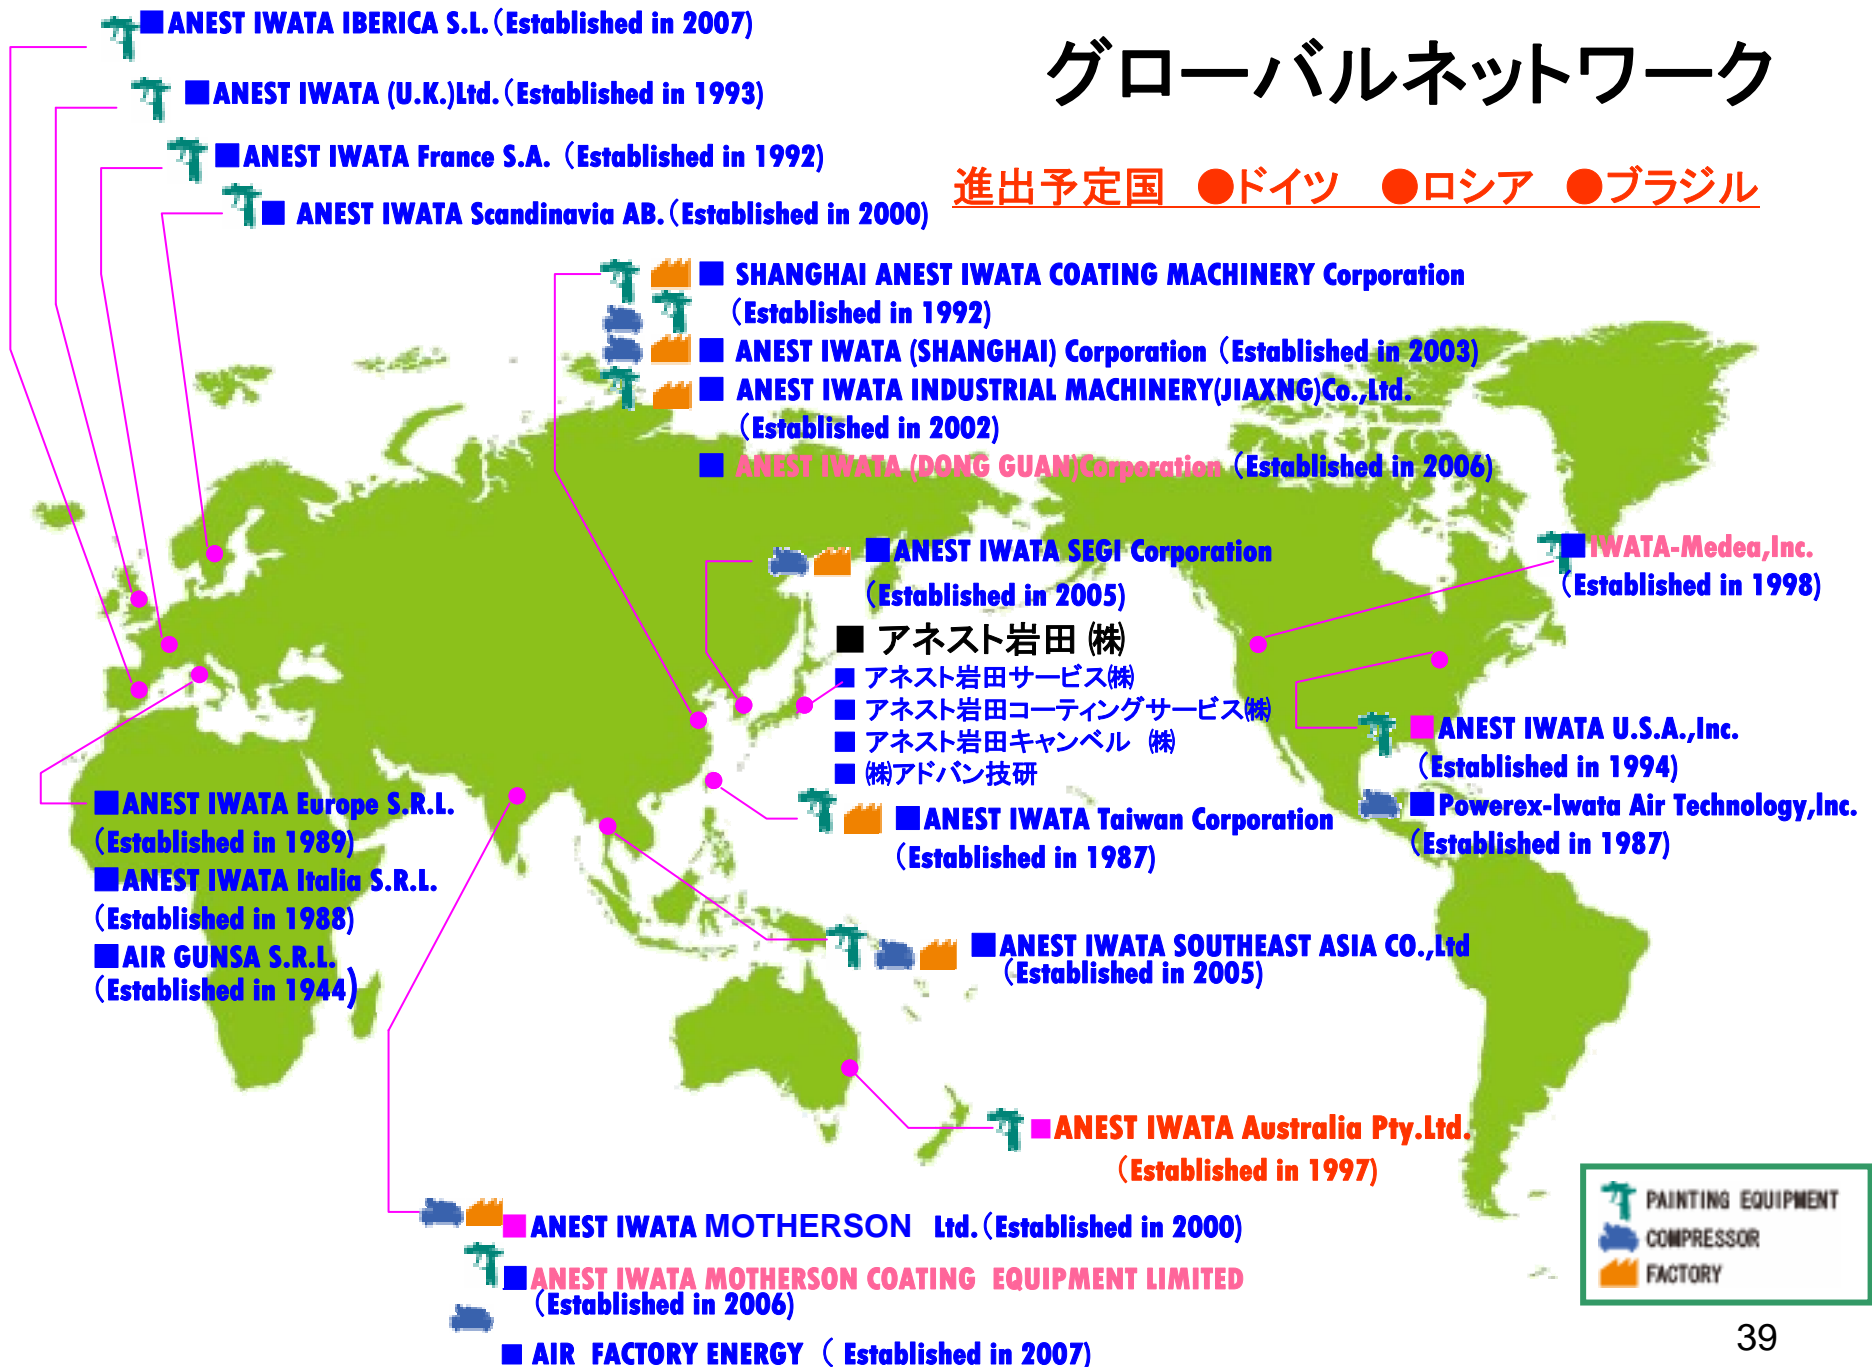 グローバルネットワーク
進出予定国　●ドイツ　●ロシア　●ブラジル
■ANEST IWATA IBERICA S.L.(Established in 2007)
■ANEST IWATA (U.K.)Ltd.(Established in 1993)
■ANEST IWATA France S.A. (Established in 1992)
■ ANEST IWATA Scandinavia AB.(Established in 2000)
■ SHANGHAI ANEST IWATA COATING MACHINERY Corporation
(Established in 1992)
■ ANEST IWATA (SHANGHAI) Corporation (Established in 2003)
■ ANEST IWATA INDUSTRIAL MACHINERY(JIAXNG)Co.,Ltd.
(Established in 2002)
■ ANEST IWATA (DONG GUAN)Corporation (Established in 2006)
■ANEST IWATA SEGI Corporation
(Established in 2005)
■IWATA-Medea,Inc.
(Established in 1998)
■ アネスト岩田 ㈱
■ アネスト岩田サービス㈱
■ アネスト岩田コーティングサービス㈱
■ アネスト岩田キャンベル ㈱
■ ㈱アドバン技研
■ANEST IWATA U.S.A.,Inc.
(Established in 1994)
■Powerex-Iwata Air Technology,Inc.
(Established in 1987)
■ANEST IWATA Europe S.R.L.
(Established in 1989)
■ANEST IWATA Italia S.R.L.
(Established in 1988)
■AIR GUNSA S.R.L.
(Established in 1944)
■ANEST IWATA Taiwan Corporation
(Established in 1987)
■ANEST IWATA SOUTHEAST ASIA CO.,Ltd
(Established in 2005)
■ANEST IWATA Australia Pty.Ltd.
(Established in 1997)
■ANEST IWATA MOTHERSON Ltd.(Established in 2000)
■ANEST IWATA MOTHERSON COATING EQUIPMENT LIMITED
(Established in 2006)
■ AIR FACTORY ENERGY ( Established in 2007)
PAINTING EQUIPMENT
COMPRESSOR
FACTORY
39